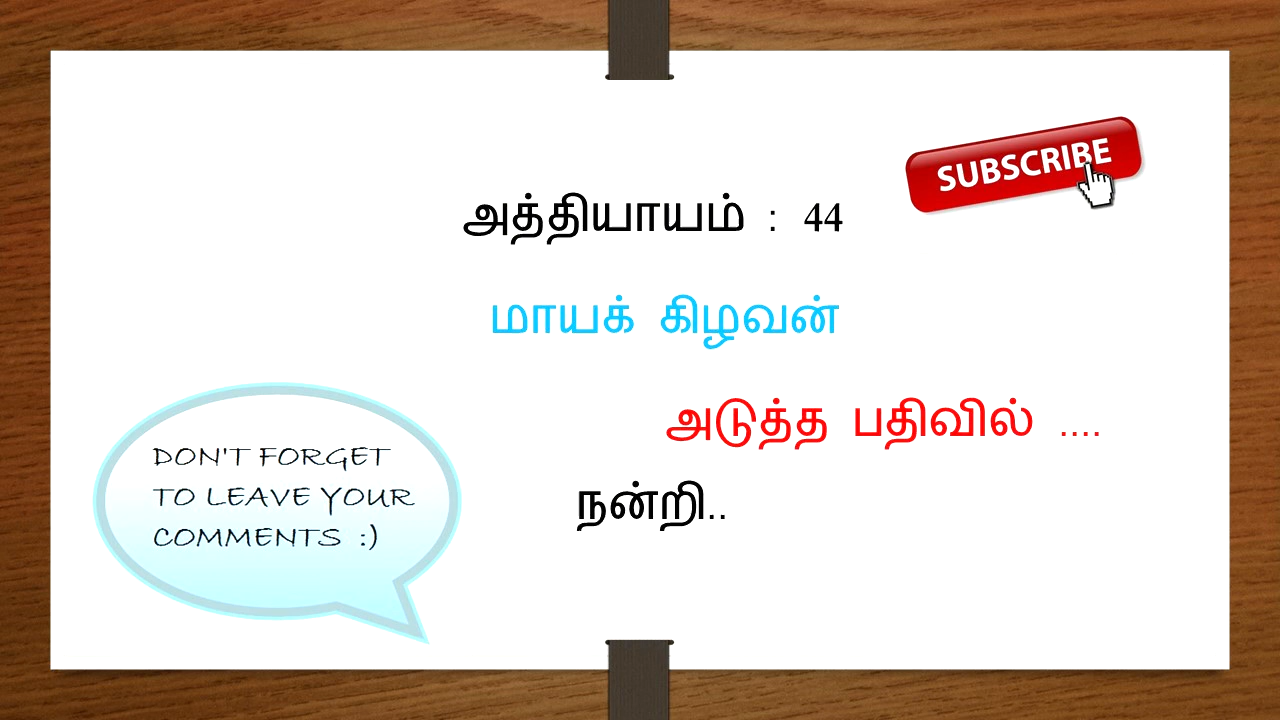 SUBSCRIBE
அத்தியாயம் : 44
மாயக் கிழவன்
அடுத்த பதிவில் ....
நன்றி..
DON'T FORGET
TO LEAVE YOUR
COMMENTS :)